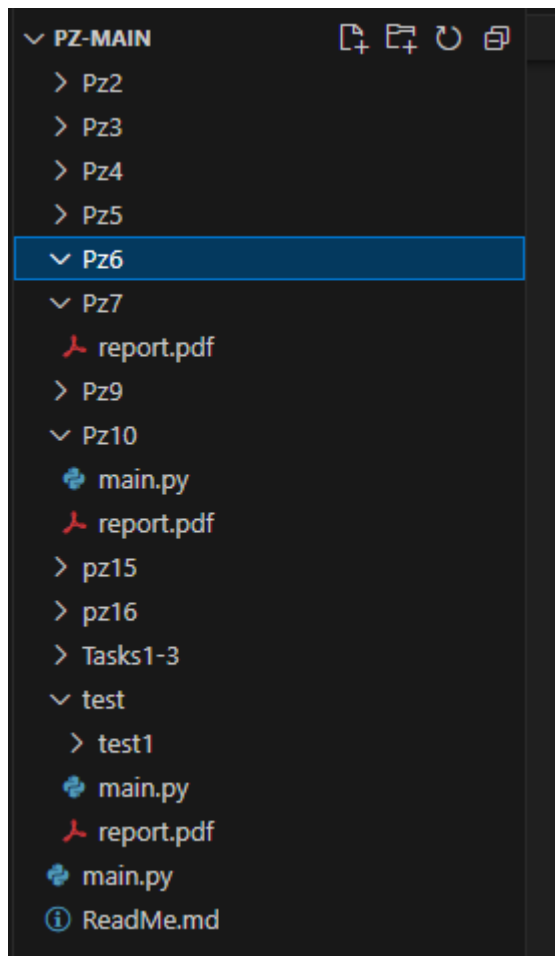 PZ-MAIN
Pz2
Pz3
Pz4
Pz5
Pz6
Pz7
report.pdf
Pz9
Pz10
main.py
report.pdf
pz15
pz16
Tasks1-3
test
test1
main.py
report.pdf
main.py
ReadMe.md